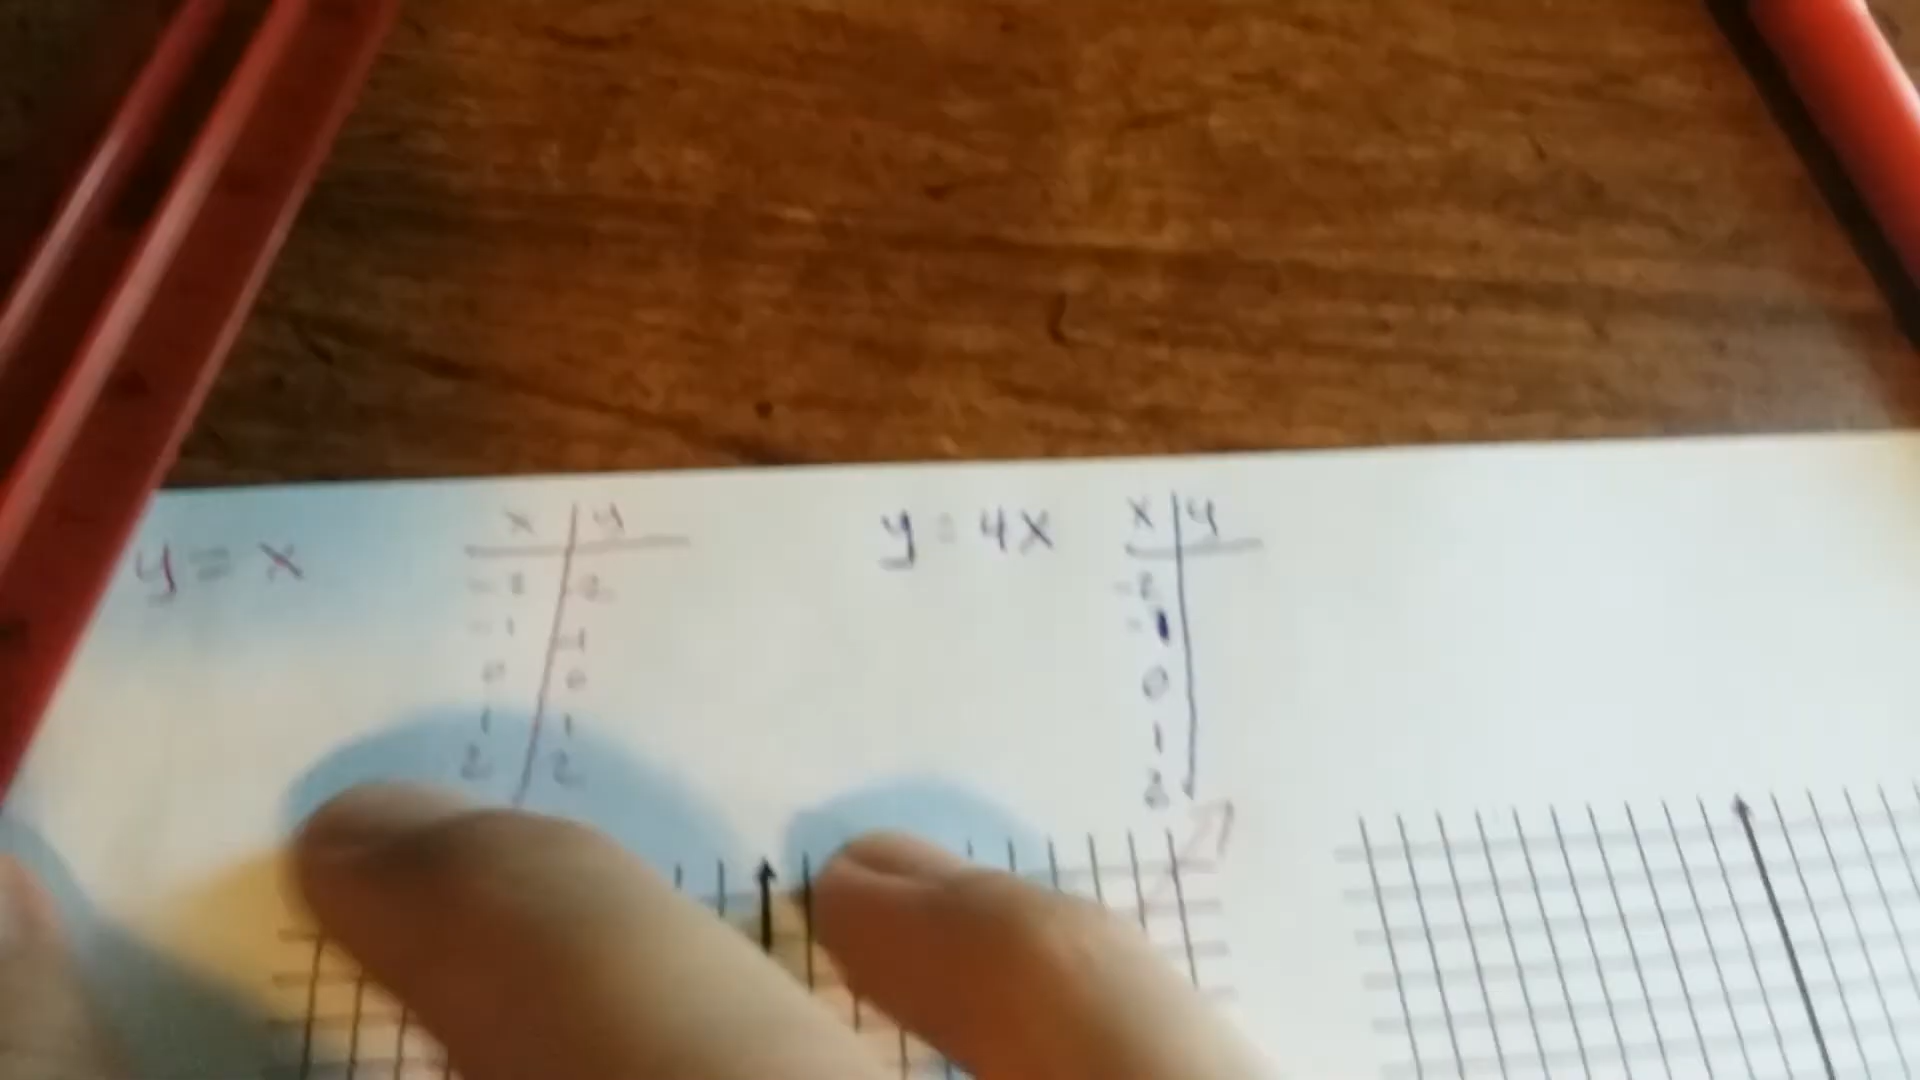 y = x
x | y
-2 | -2
-1 | -1
0 | 0
1 | 1
2 | 2
y = 4x
x | y
-2
-1
0
1
2